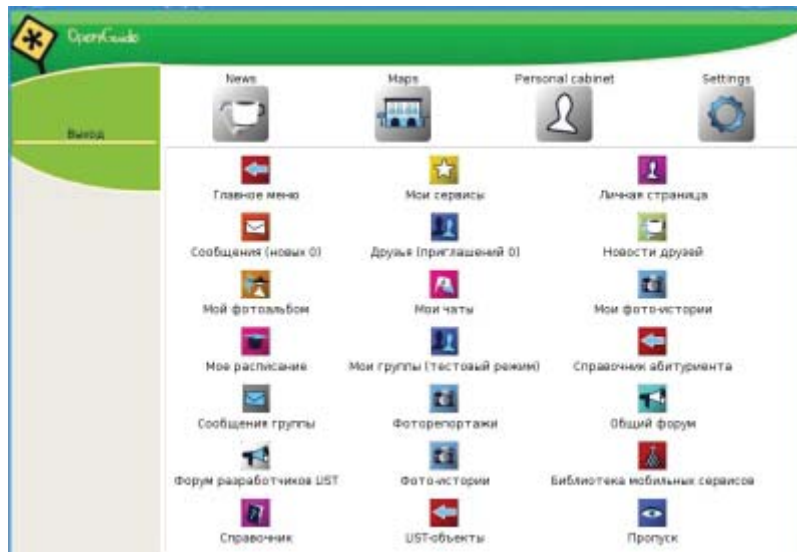 OpenGuide
News Maps Personal cabinet Settings
Выход
Главное меню Мои сервисы Личная страница
Сообщения (новых 0) Друзья (приглашений 0) Новости друзей
Мой фотоальбом Мои чаты Мои фото-истории
Мое расписание Мои группы (тестовый режим) Справочник абитуриента
Сообщения группы Фоторепортажи Общий форум
Форум разработчиков UST Фото-истории Библиотека мобильных сервисов
Справочник UST-объекты Пропуск